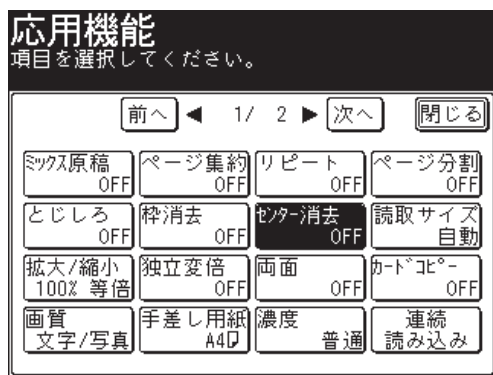 応用機能
項目を選択してください。
前へ ◀ 1/ 2 ▶ 次へ 閉じる
ﾐｯｸｽ原稿 ページ集約 リピート ページ分割
OFF OFF OFF OFF
とじしろ 枠消去 ｾﾝﾀｰ消去 読取サイズ
OFF OFF OFF 自動
拡大/縮小 独立変倍 両面 ｶｰﾄﾞｺﾋﾟｰ
100% 等倍 OFF OFF OFF
画質 手差し用紙 濃度 連続
文字/写真 A4 普通 読み込み